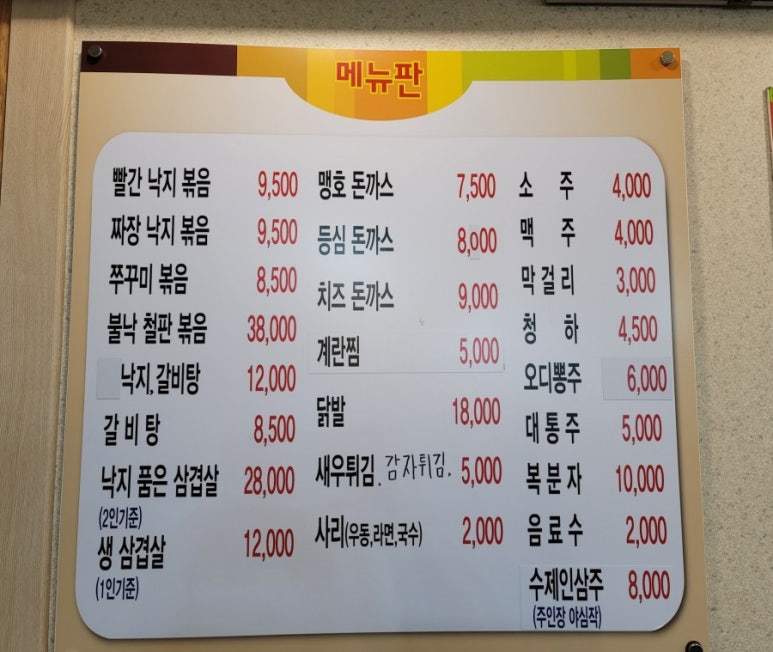 메뉴판
빨간 낙지 볶음 9,500
짜장 낙지 볶음 9,500
쭈꾸미 볶음 8,500
불낙 철판 볶음 38,000
낙지,갈비탕 12,000
갈비탕 8,500
낙지 품은 삼겹살 28,000
(2인기준)
생 삼겹살 12,000
(1인기준)
맹호 돈까스 7,500
등심 돈까스 8,000
치즈 돈까스 9,000
계란찜 5,000
닭발 18,000
새우튀김. 감자튀김. 5,000
사리(우동,라면,국수) 2,000
소 주 4,000
맥 주 4,000
막걸리 3,000
청 하 4,500
오디뽕주 6,000
대통주 5,000
복분자 10,000
음료수 2,000
수제인삼주 8,000
(주인장 야심작)